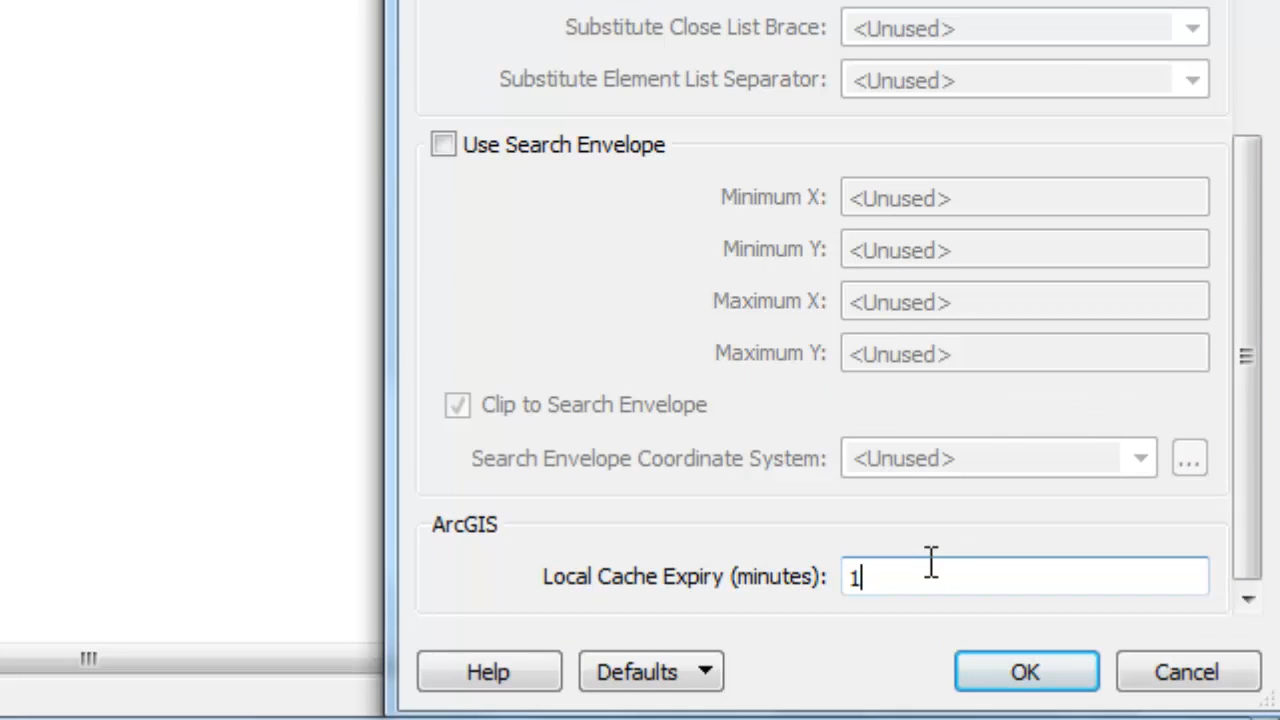 Substitute Close List Brace: <Unused>
Substitute Element List Separator: <Unused>
Use Search Envelope
Minimum X: <Unused>
Minimum Y: <Unused>
Maximum X: <Unused>
Maximum Y: <Unused>
Clip to Search Envelope
Search Envelope Coordinate System: <Unused> ...
ArcGIS
Local Cache Expiry (minutes): 1
Help Defaults OK Cancel